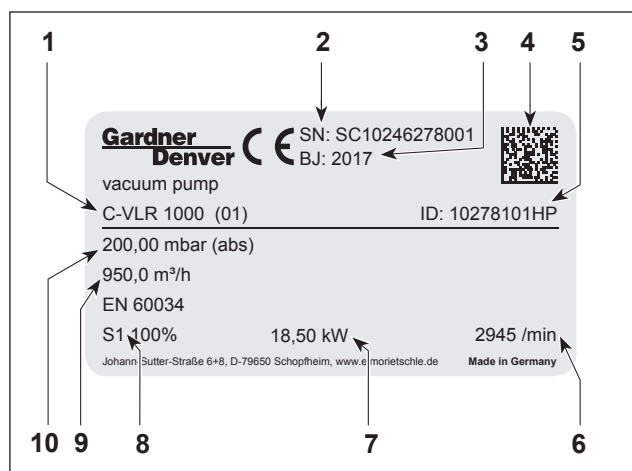 1 2 3 4 5
Gardner
Denver
CE
SN: SC10246278001
BJ: 2017
vacuum pump
C-VLR 1000 (01) ID: 10278101HP
200,00 mbar (abs)
950,0 m³/h
EN 60034
S1 100% 18,50 kW 2945 /min
Johann-Sutter-Straße 6+8, D-79650 Schopfheim, www.elmorietschle.de Made in Germany
10 9 8 7 6